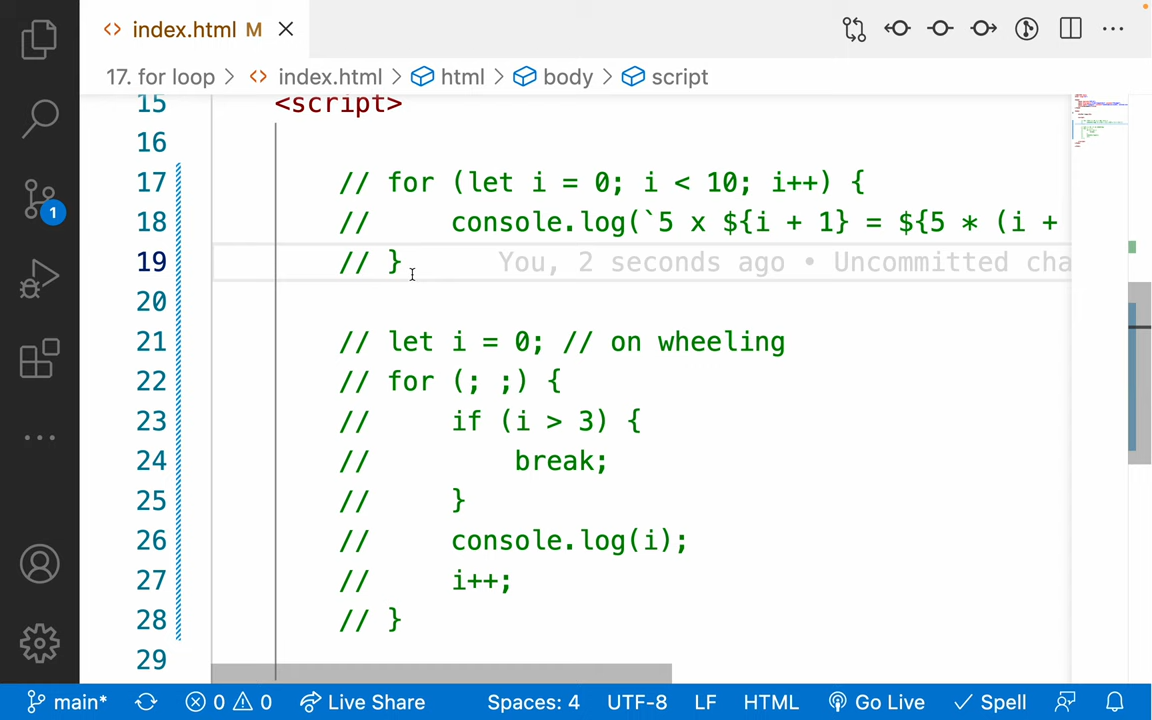 index.html M
17. for loop > index.html > html > body > script
15 <script>
16
17 // for (let i = 0; i < 10; i++) {
18 //     console.log(`5 x ${i + 1} = ${5 * (i +
19 // } You, 2 seconds ago • Uncommitted cha
20
21 // let i = 0; // on wheeling
22 // for (; ;) {
23 //     if (i > 3) {
24 //         break;
25 //     }
26 //     console.log(i);
27 //     i++;
28 // }
29
1
main* 0 0 Live Share Spaces: 4 UTF-8 LF HTML Go Live Spell